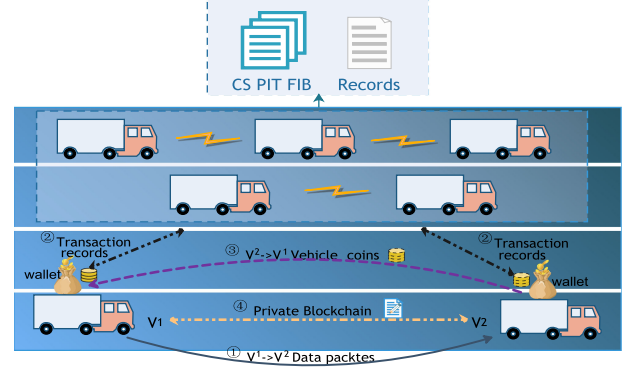 CS PIT FIB
Records
② Transaction
records
③ V²->V¹ Vehicle coins
② Transaction
records
wallet
wallet
④ Private Blockchain
V1
V2
① V¹->V² Data packtes